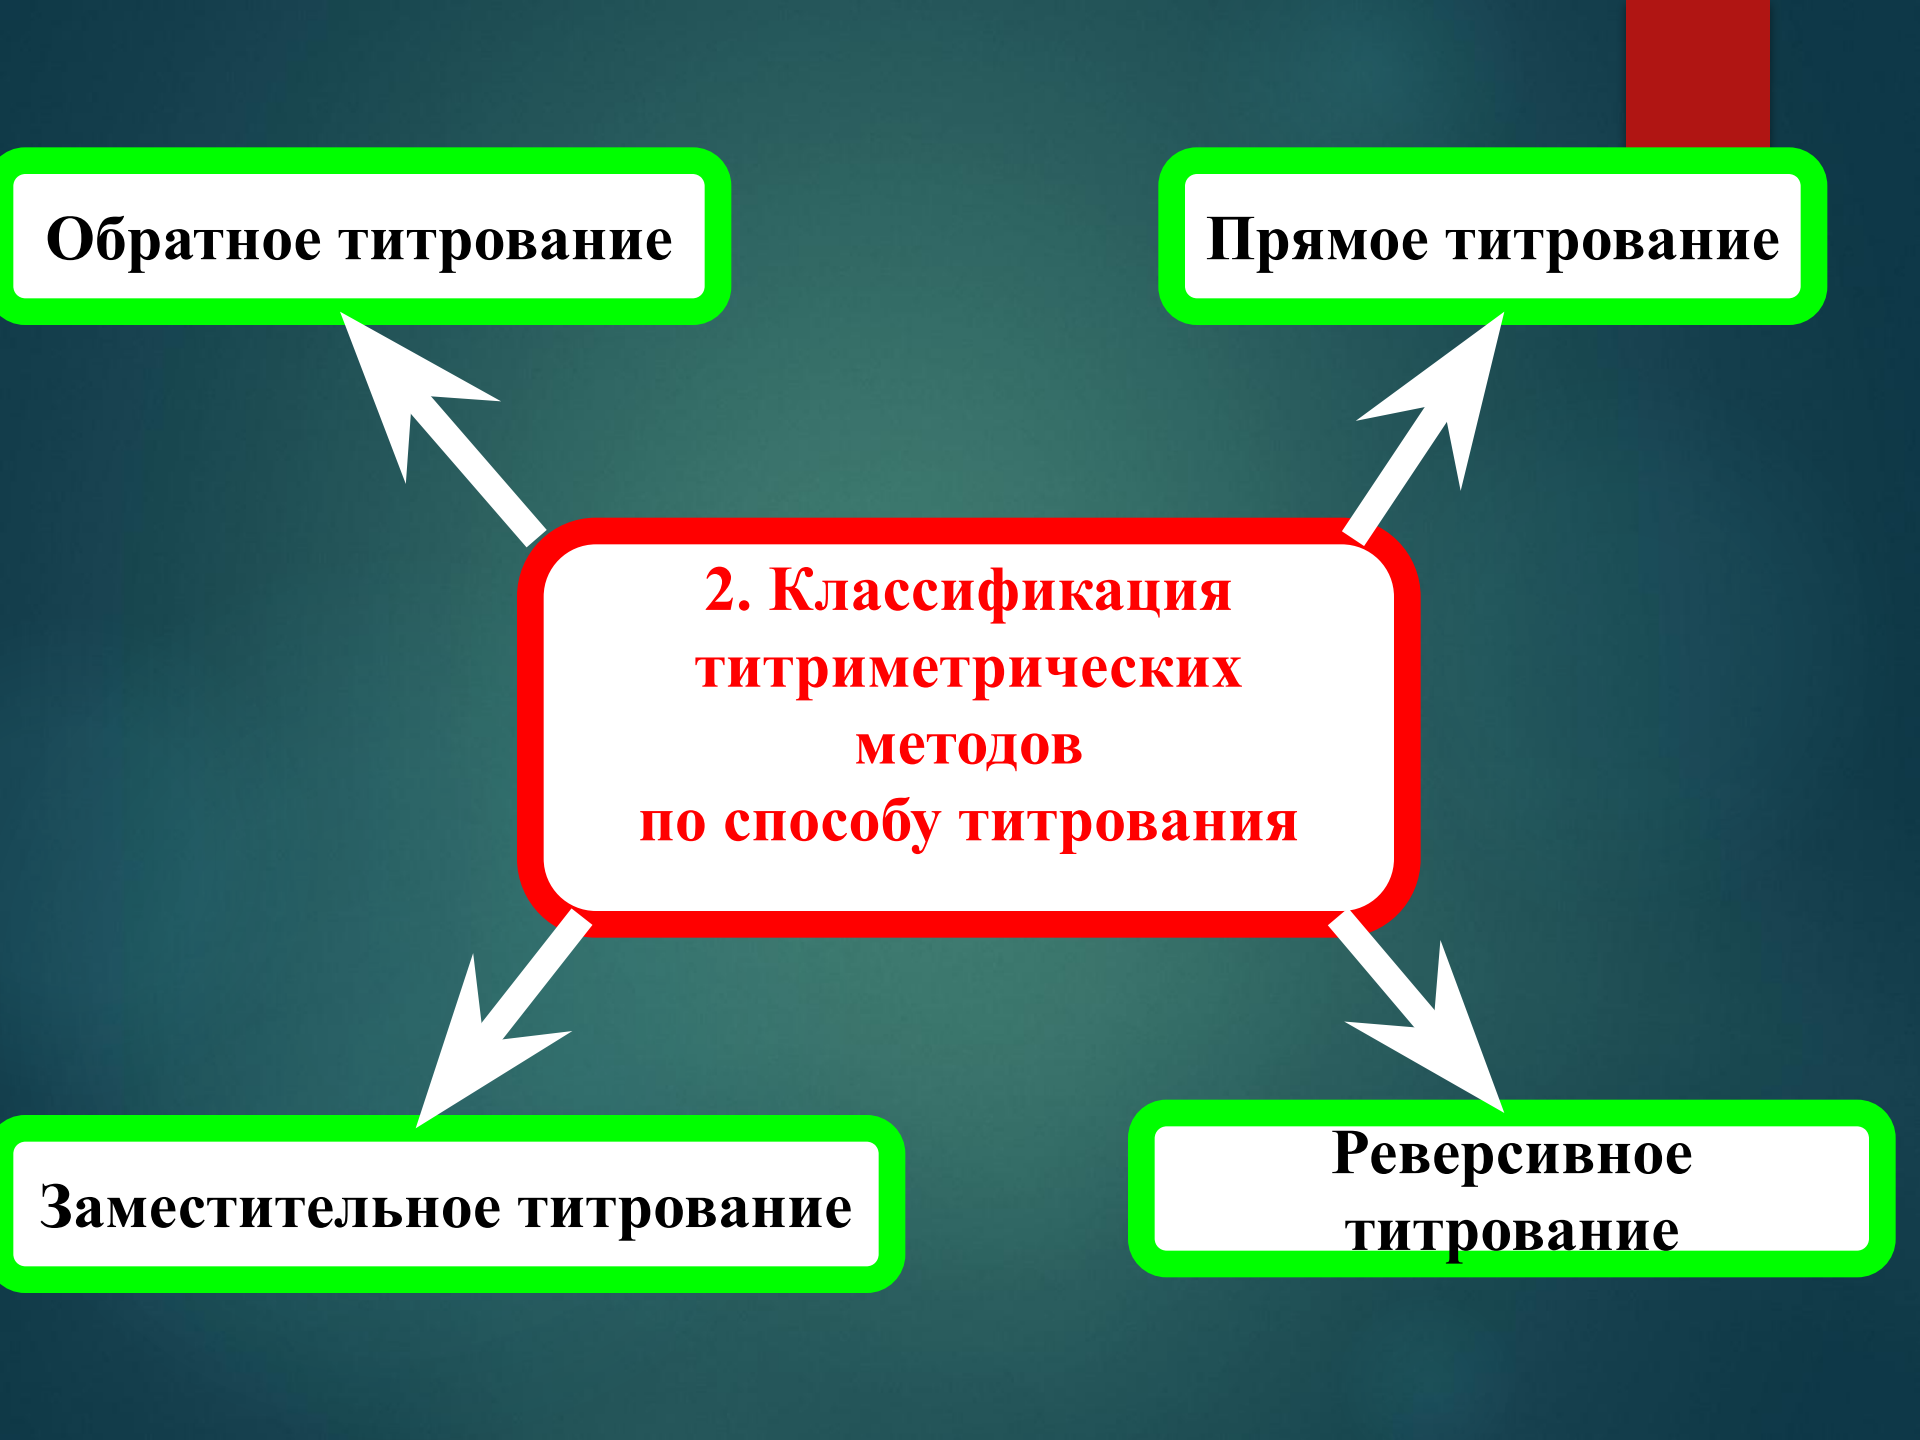 Обратное титрование
Прямое титрование
2. Классификация
титриметрических
методов
по способу титрования
Заместительное титрование
Реверсивное
титрование